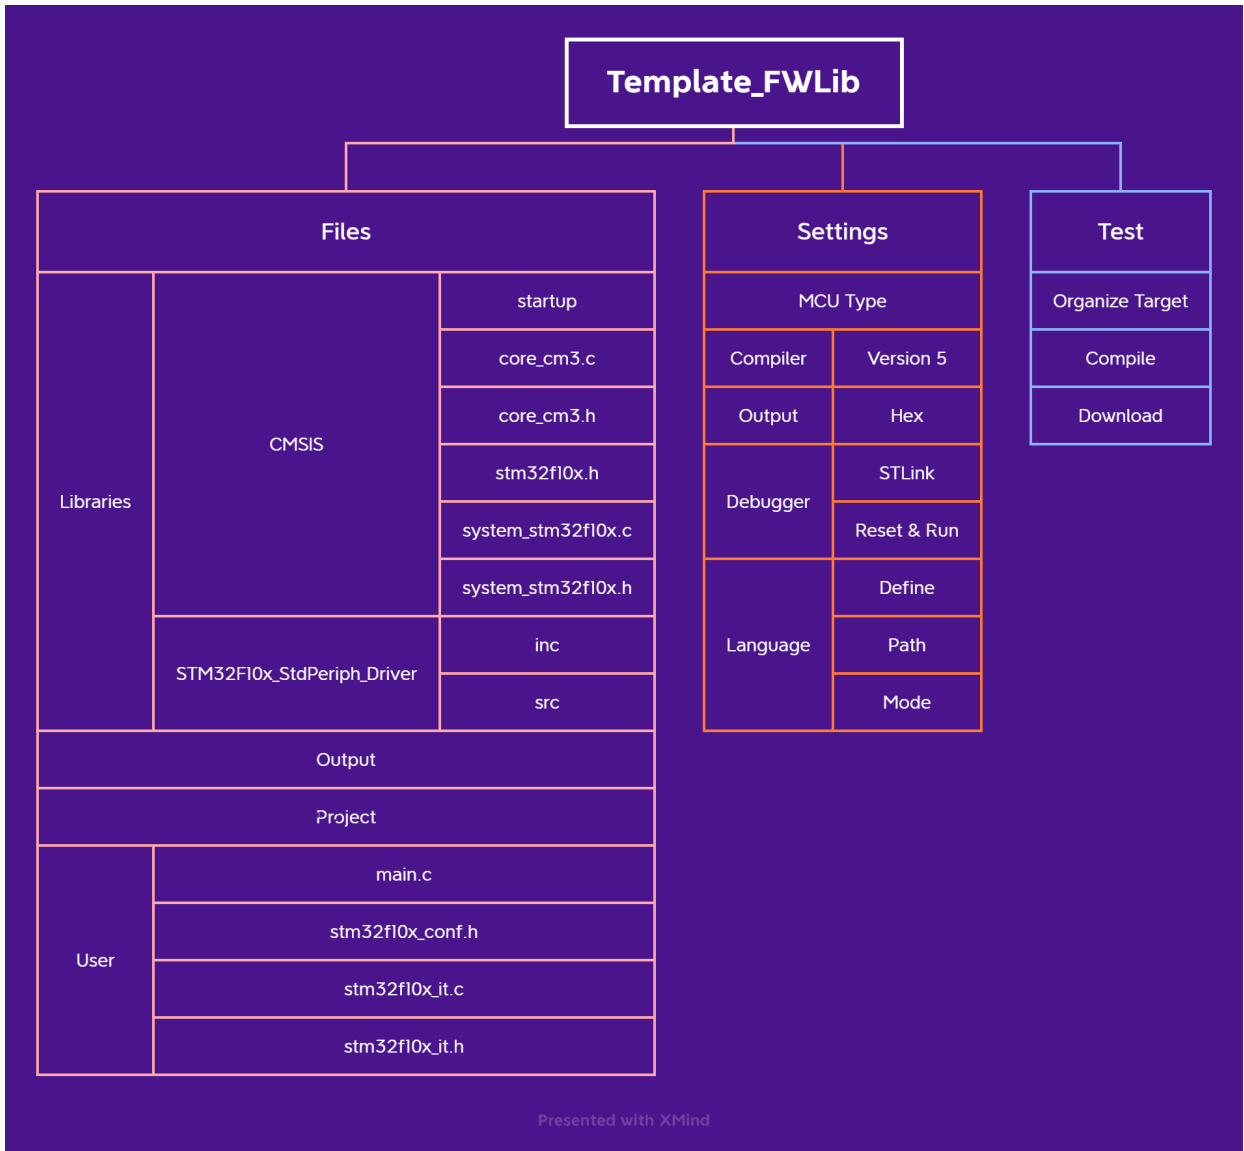 Template_FWLib
Files
Libraries
CMSIS
startup
core_cm3.c
core_cm3.h
stm32f10x.h
system_stm32f10x.c
system_stm32f10x.h
STM32F10x_StdPeriph_Driver
inc
src
Output
Project
User
main.c
stm32f10x_conf.h
stm32f10x_it.c
stm32f10x_it.h
Settings
MCU Type
Compiler
Version 5
Output
Hex
Debugger
STLink
Reset & Run
Language
Define
Path
Mode
Test
Organize Target
Compile
Download
Presented with XMind